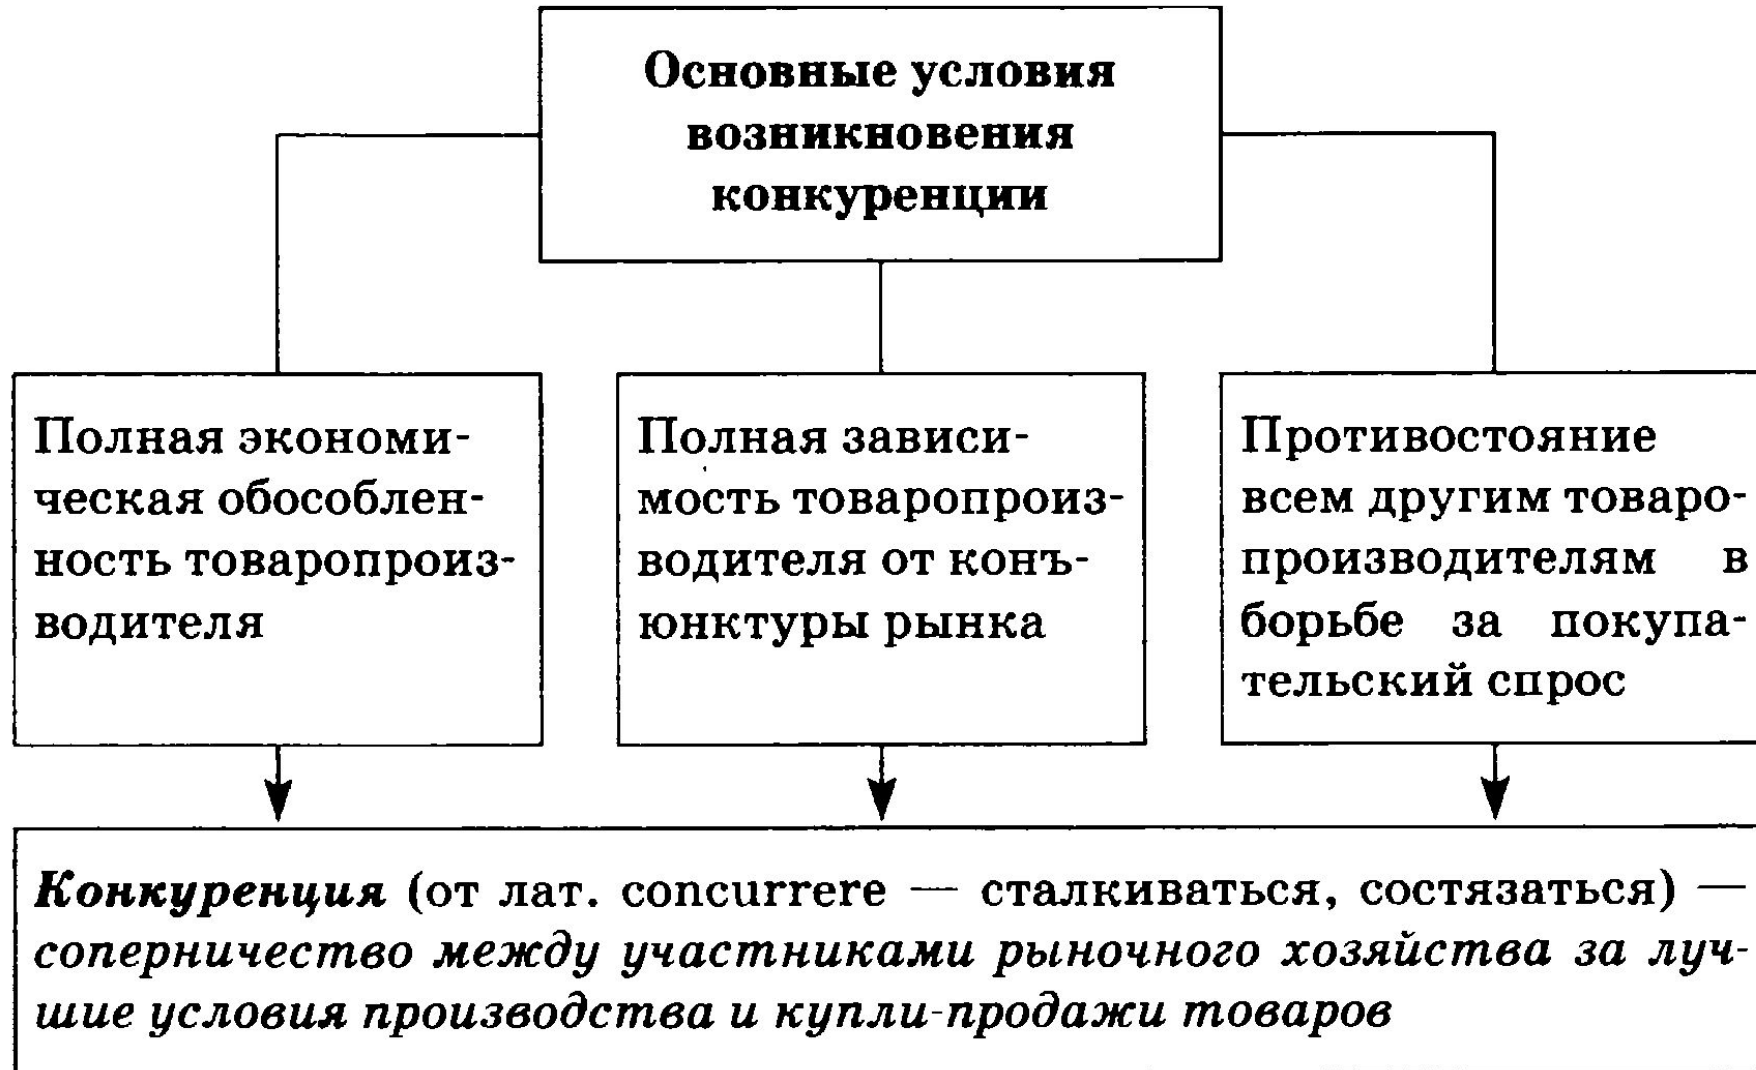 Основные условия
возникновения
конкуренции
Полная экономи-
ческая обособлен-
ность товаропроиз-
водителя
Полная зависи-
мость товаропроиз-
водителя от конъ-
юнктуры рынка
Противостояние
всем другим товаро-
производителям в
борьбе за покупа-
тельский спрос
Конкуренция (от лат. concurrere — сталкиваться, состязаться) —
соперничество между участниками рыночного хозяйства за луч-
шие условия производства и купли-продажи товаров